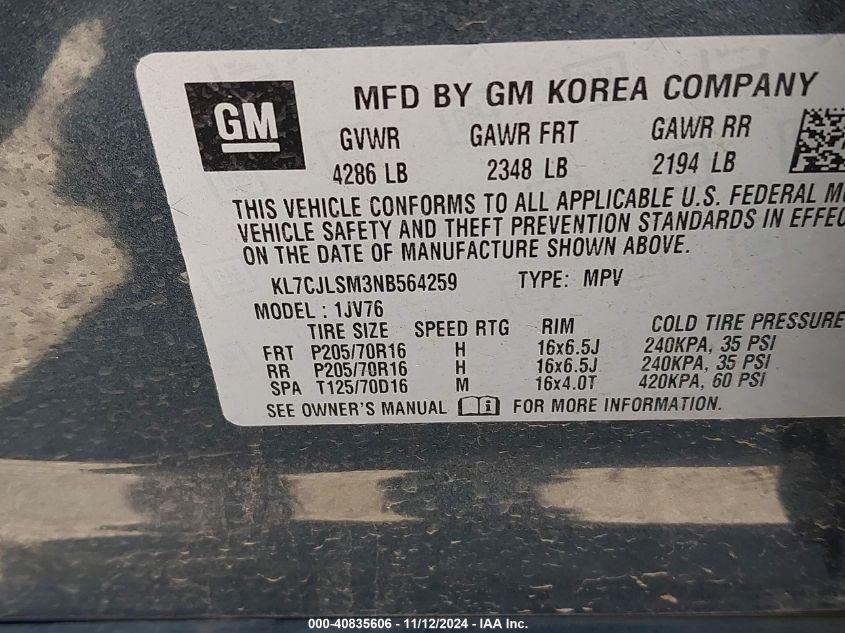 GM
MFD BY GM KOREA COMPANY
GVWR GAWR FRT GAWR RR
4286 LB 2348 LB 2194 LB
THIS VEHICLE CONFORMS TO ALL APPLICABLE U.S. FEDERAL
VEHICLE SAFETY AND THEFT PREVENTION STANDARDS IN
ON THE DATE OF MANUFACTURE SHOWN ABOVE.
KL7CJLSM3NB564259 TYPE: MPV
MODEL : 1JV76
TIRE SIZE SPEED RTG RIM COLD TIRE PRESSURE
FRT P205/70R16 H 16x6.5J 240KPA, 35 PSI
RR P205/70R16 H 16x6.5J 240KPA, 35 PSI
SPA T125/70D16 M 16x4.0T 420KPA, 60 PSI
SEE OWNER'S MANUAL FOR MORE INFORMATION.
000-40835606 - 11/12/2024 - © IAA Inc.